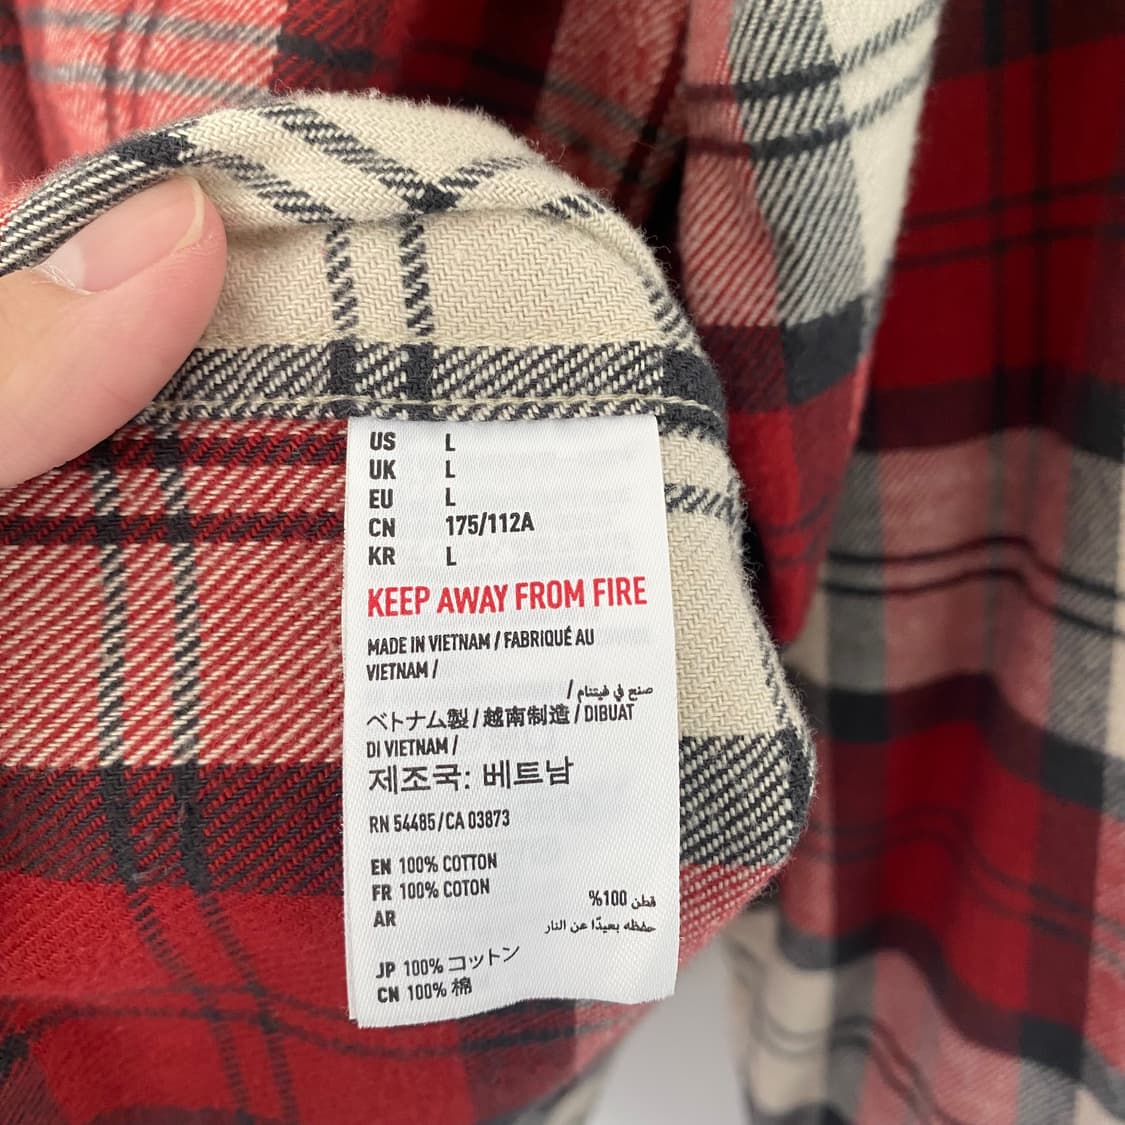 US L
UK L
EU L
CN 175/112A
KR L
KEEP AWAY FROM FIRE
MADE IN VIETNAM / FABRIQUÉ AU
VIETNAM /
صنع في فيتنام /
ベトナム製 / 越南制造 / DIBUAT
DI VIETNAM /
제조국: 베트남
RN 54485/CA 03873
EN 100% COTTON
FR 100% COTON
AR
قطن 100%
حفظه بعيدًا عن النار
JP 100% コットン
CN 100% 棉